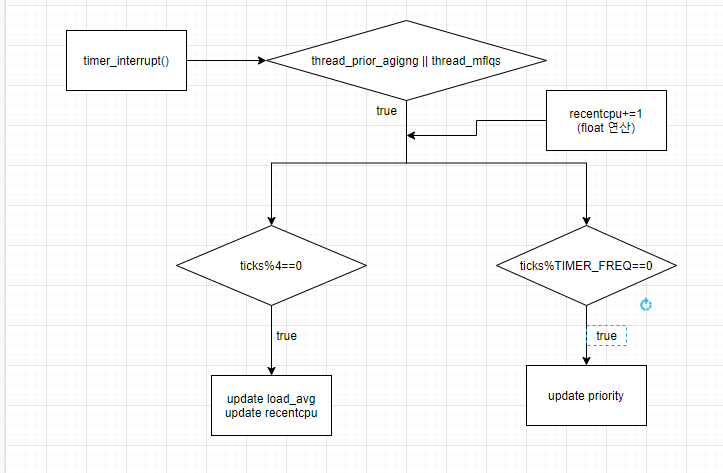 timer_interrupt()
thread_prior_agigng || thread_mflqs
true
recentcpu+=1
(float 연산)
ticks%4==0
ticks%TIMER_FREQ==0
true
true
update load_avg
update recentcpu
update priority